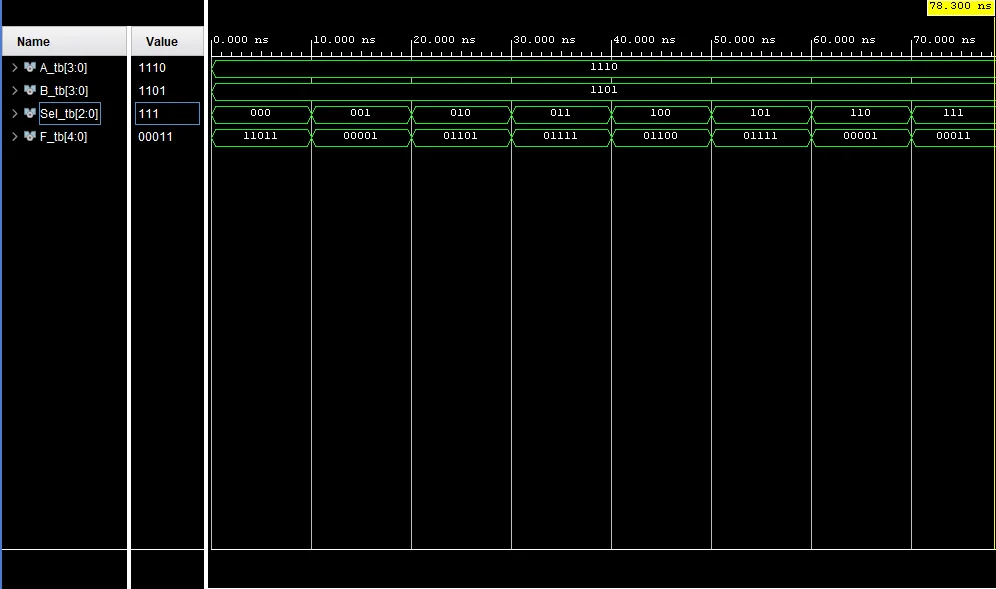 78.300 ns
Name Value 0.000 ns 10.000 ns 20.000 ns 30.000 ns 40.000 ns 50.000 ns 60.000 ns 70.000 ns
A_tb[3:0] 1110 1110
B_tb[3:0] 1101 1101
Sel_tb[2:0] 111 000 001 010 011 100 101 110 111
F_tb[4:0] 00011 11011 00001 01101 01111 01100 01111 00001 00011